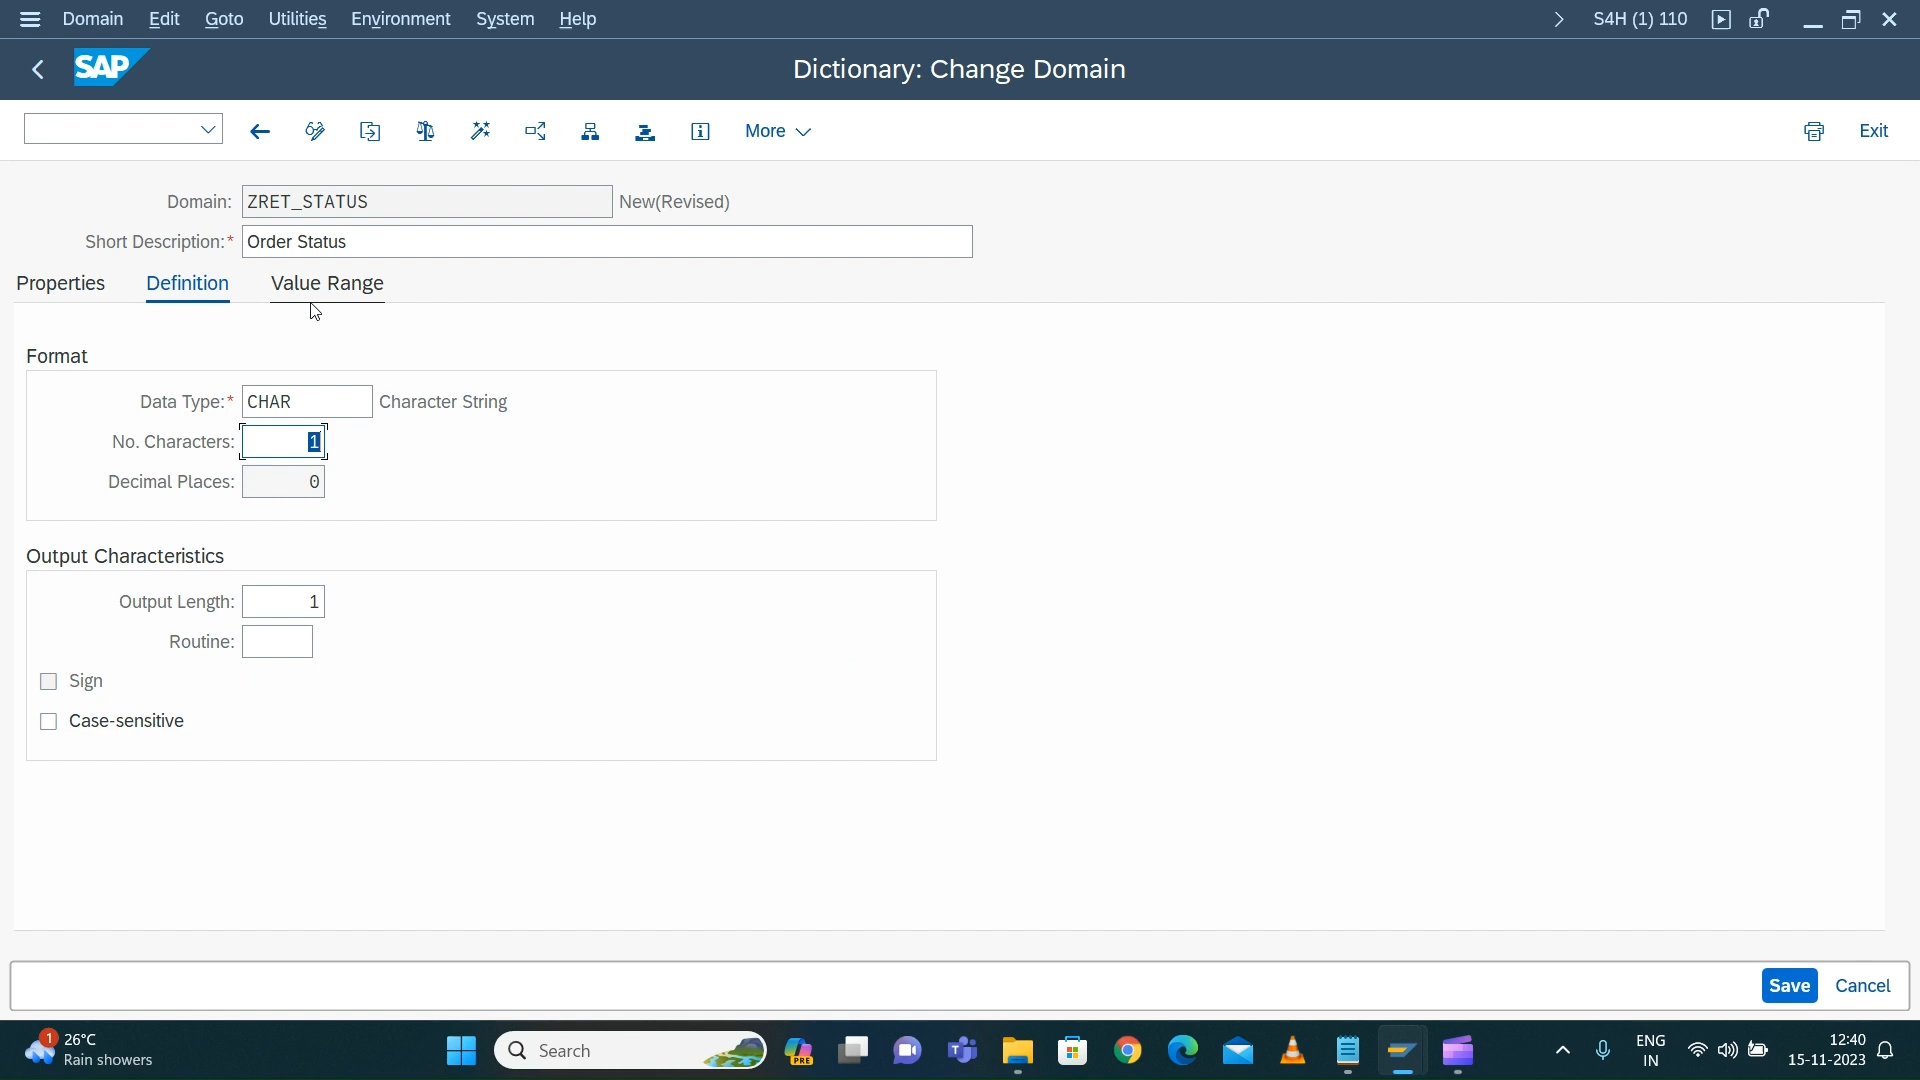 Domain Edit Goto Utilities Environment System Help S4H (1) 110
SAP Dictionary: Change Domain
More Exit
Domain: ZRET_STATUS New(Revised)
Short Description:* Order Status
Properties Definition Value Range
Format
Data Type:* CHAR Character String
No. Characters: 1
Decimal Places: 0
Output Characteristics
Output Length: 1
Routine:
Sign
Case-sensitive
Save Cancel
1 26°C
Rain showers
Search
PRE
ENG
IN
12:40
15-11-2023